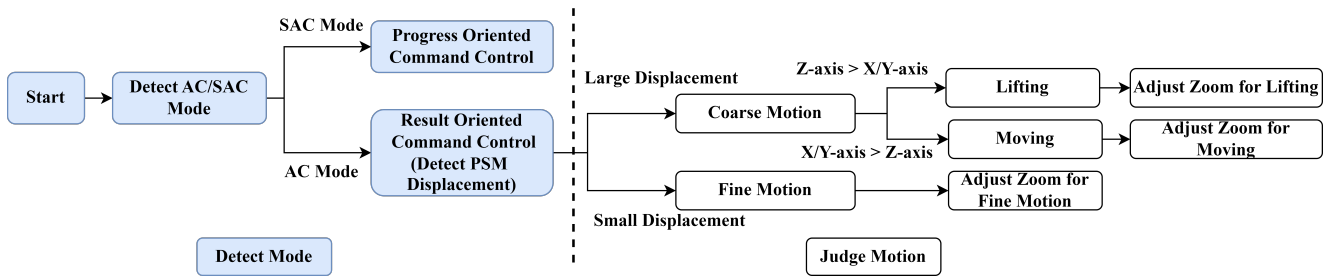 Start
Detect AC/SAC
Mode
SAC Mode
AC Mode
Progress Oriented
Command Control
Result Oriented
Command Control
(Detect PSM
Displacement)
Detect Mode
Large Displacement
Small Displacement
Coarse Motion
Fine Motion
Z-axis > X/Y-axis
X/Y-axis > Z-axis
Lifting
Moving
Adjust Zoom for Lifting
Adjust Zoom for
Moving
Adjust Zoom for
Fine Motion
Judge Motion